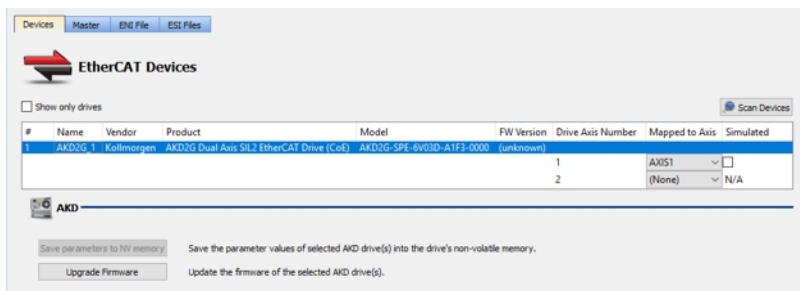 Devices Master ENI File ESI Files
EtherCAT Devices
Show only drives
Scan Devices
# Name Vendor Product Model FW Version Drive Axis Number Mapped to Axis Simulated
1 AKD2G_1 Kollmorgen AKD2G Dual Axis SIL2 EtherCAT Drive (CoE) AKD2G-SPE-6V03D-A1F3-0000 (unknown)
1 AXIS1
2 (None) N/A
AKD
Save parameters to NV memory Save the parameter values of selected AKD drive(s) into the drive's non-volatile memory.
Upgrade Firmware Update the firmware of the selected AKD drive(s).